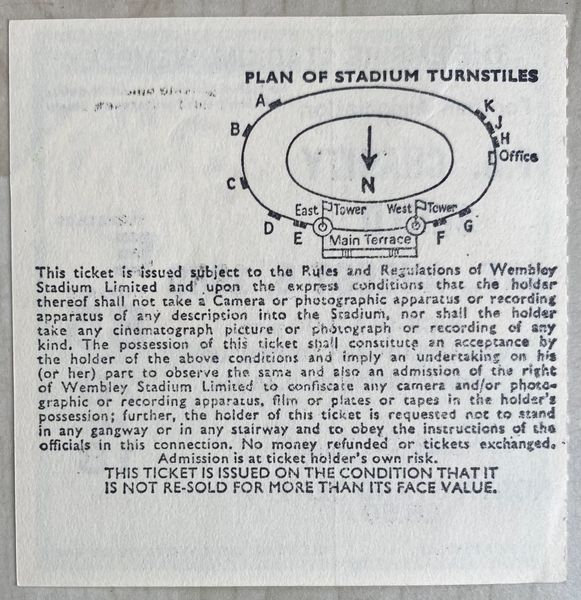 PLAN OF STADIUM TURNSTILES
A
K
J
B
H
Office
N
C
East Tower
West Tower
D
E
Main Terrace
F
G
This ticket is issued subject to the Rules and Regulations of Wembley
Stadium Limited and upon the express conditions that the holder
thereof shall not take a Camera or photographic apparatus or recording
apparatus of any description into the Stadium, nor shall the holder
take any cinematograph picture or photograph or recording of any
kind. The possession of this ticket shall constitute an acceptance by
the holder of the above conditions and imply an undertaking on his
(or her) part to observe the same and also an admission of the right
of Wembley Stadium Limited to confiscate any camera and/or photo-
graphic or recording apparatus, film or plates or tapes in the holder's
possession; further, the holder of this ticket is requested not to stand
in any gangway or in any stairway and to obey the instructions of the
officials in this connection. No money refunded or tickets exchanged.
Admission is at ticket holder's own risk.
THIS TICKET IS ISSUED ON THE CONDITION THAT IT
IS NOT RE-SOLD FOR MORE THAN ITS FACE VALUE.